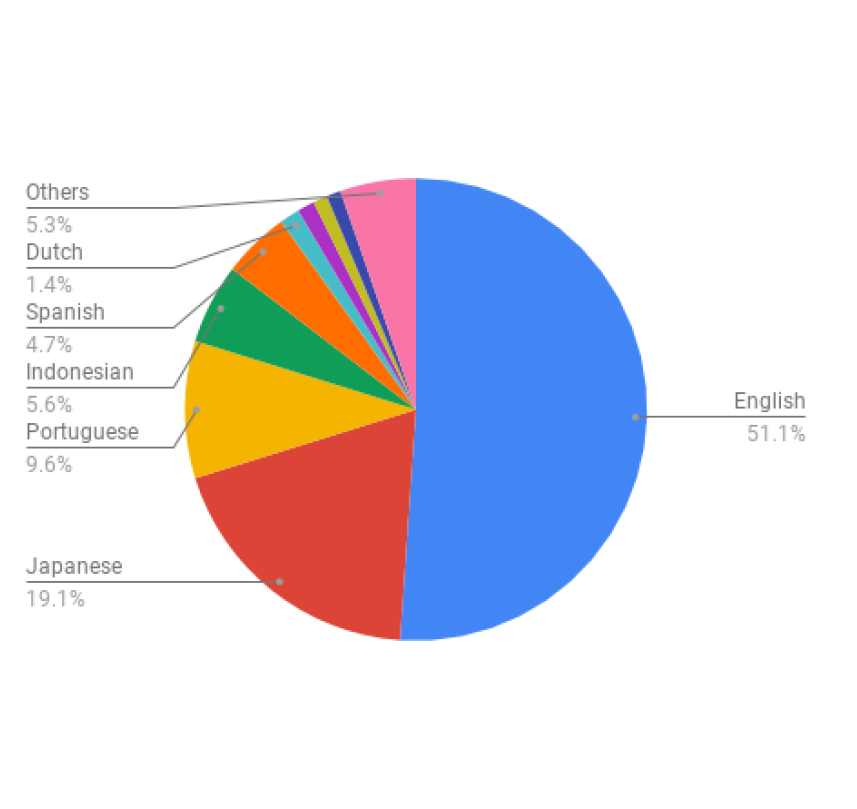 Others
5.3%
Dutch
1.4%
Spanish
4.7%
Indonesian
5.6%
Portuguese
9.6%
Japanese
19.1%
English
51.1%